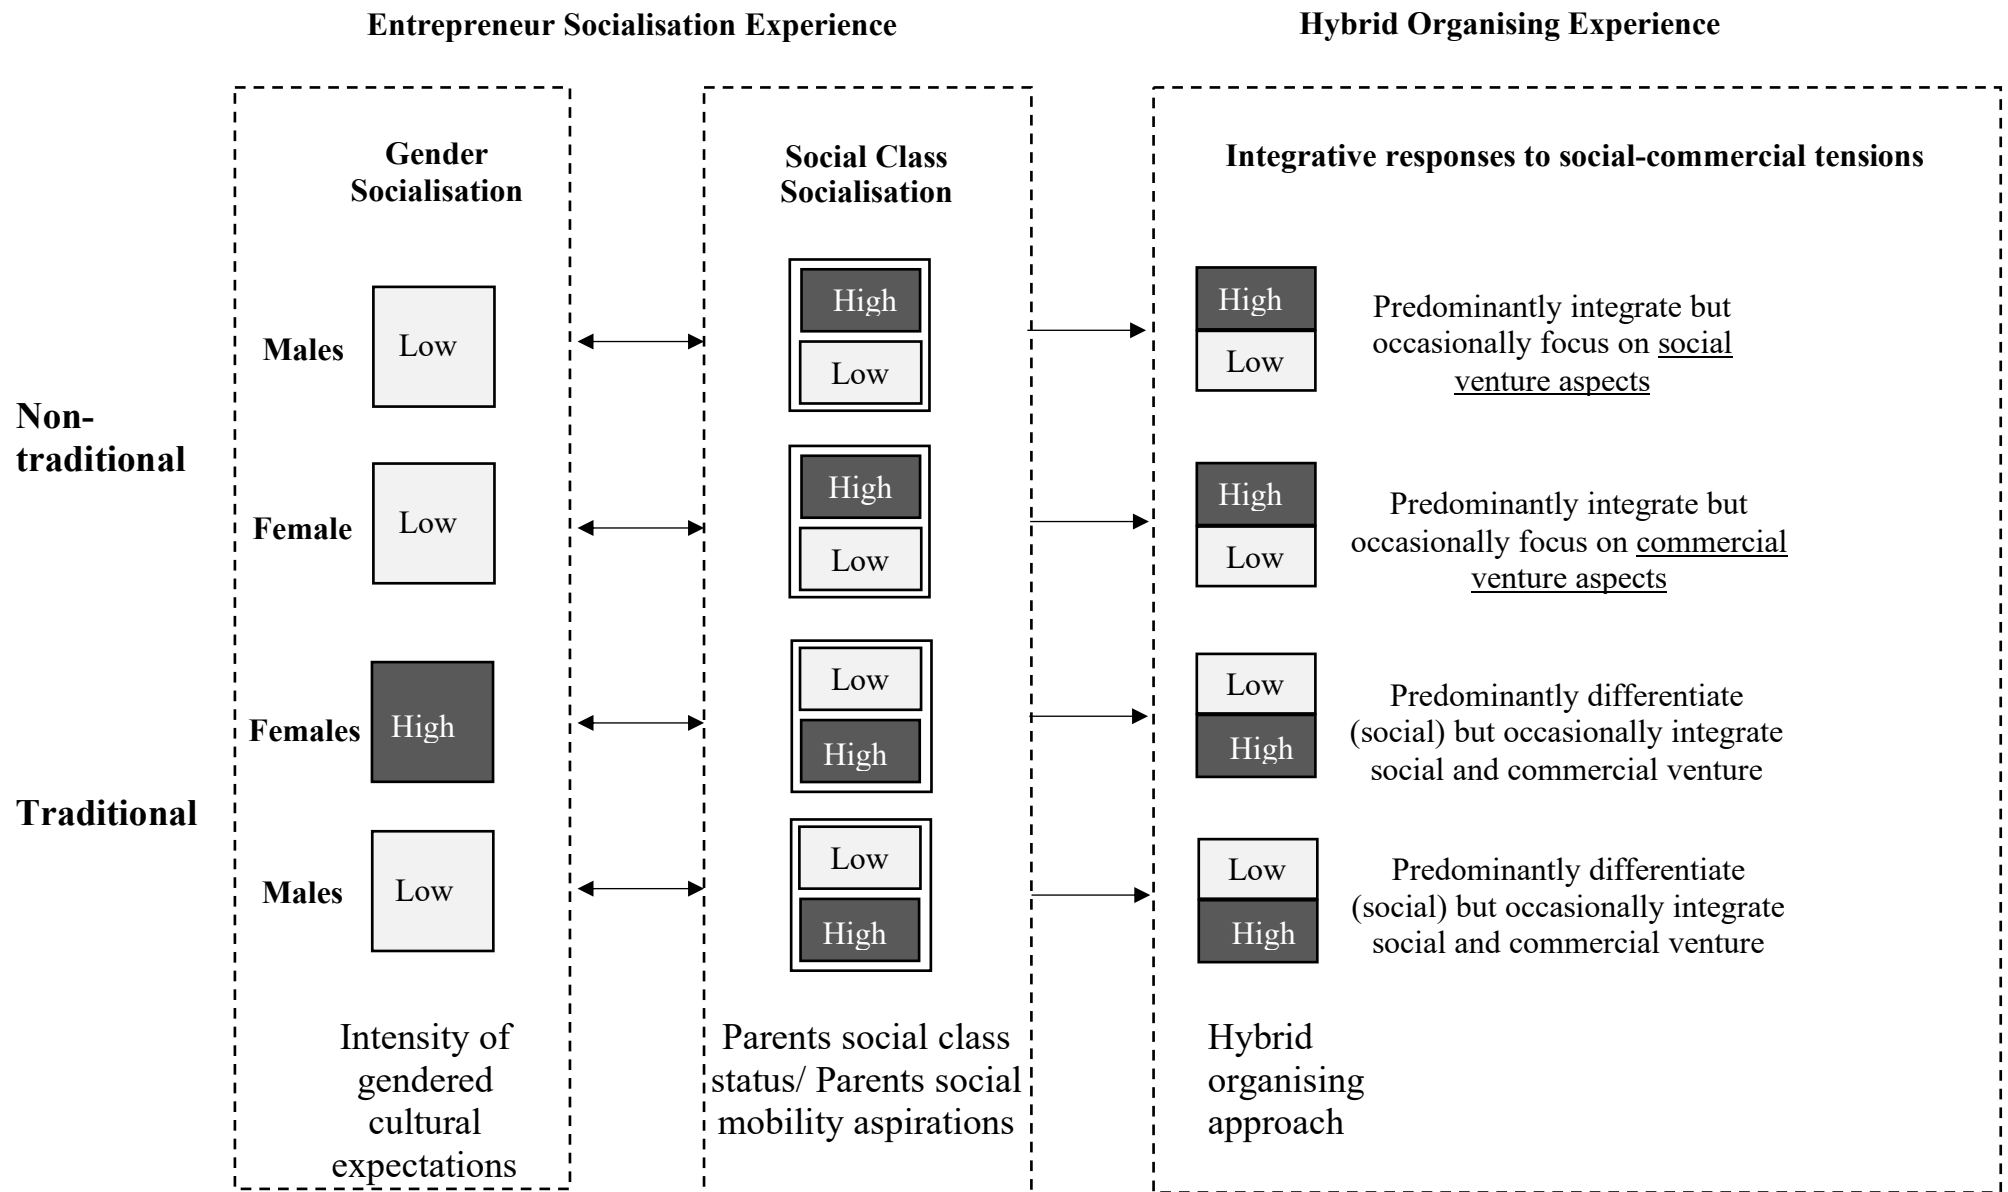 Entrepreneur Socialisation Experience
Hybrid Organising Experience
Gender
Socialisation
Social Class
Socialisation
Integrative responses to social-commercial tensions
Non-
traditional
Males
Low
High
Low
High
Low
Predominantly integrate but
occasionally focus on social
venture aspects
Female
Low
High
Low
High
Low
Predominantly integrate but
occasionally focus on commercial
venture aspects
Traditional
Females
High
Low
High
Low
High
Predominantly differentiate
(social) but occasionally integrate
social and commercial venture
Males
Low
Low
High
Low
High
Predominantly differentiate
(social) but occasionally integrate
social and commercial venture
Intensity of
gendered
cultural
expectations
Parents social class
status/ Parents social
mobility aspirations
Hybrid
organising
approach